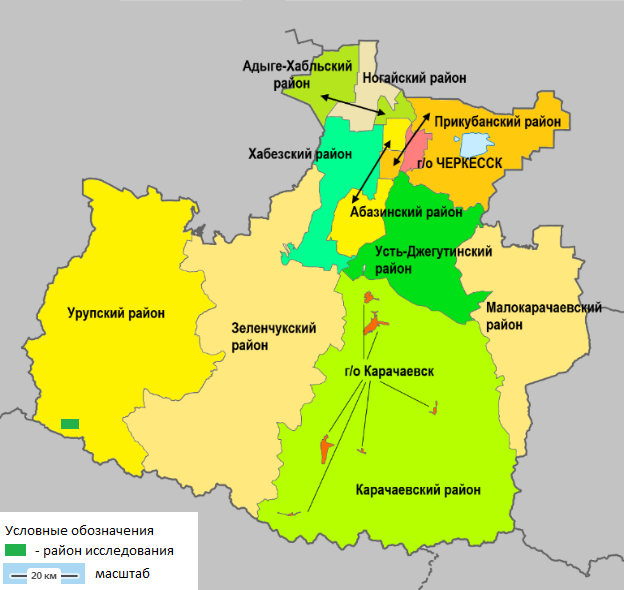 Адыге-Хабльский
район
Ногайский район
Прикубанский район
Хабезский район
г/о ЧЕРКЕССК
Абазинский район
Усть-Джегутинский
район
Урупский район
Зеленчукский
район
Малокарачаевский
район
г/о Карачаевск
Карачаевский район
Условные обозначения
- район исследования
20 км
масштаб